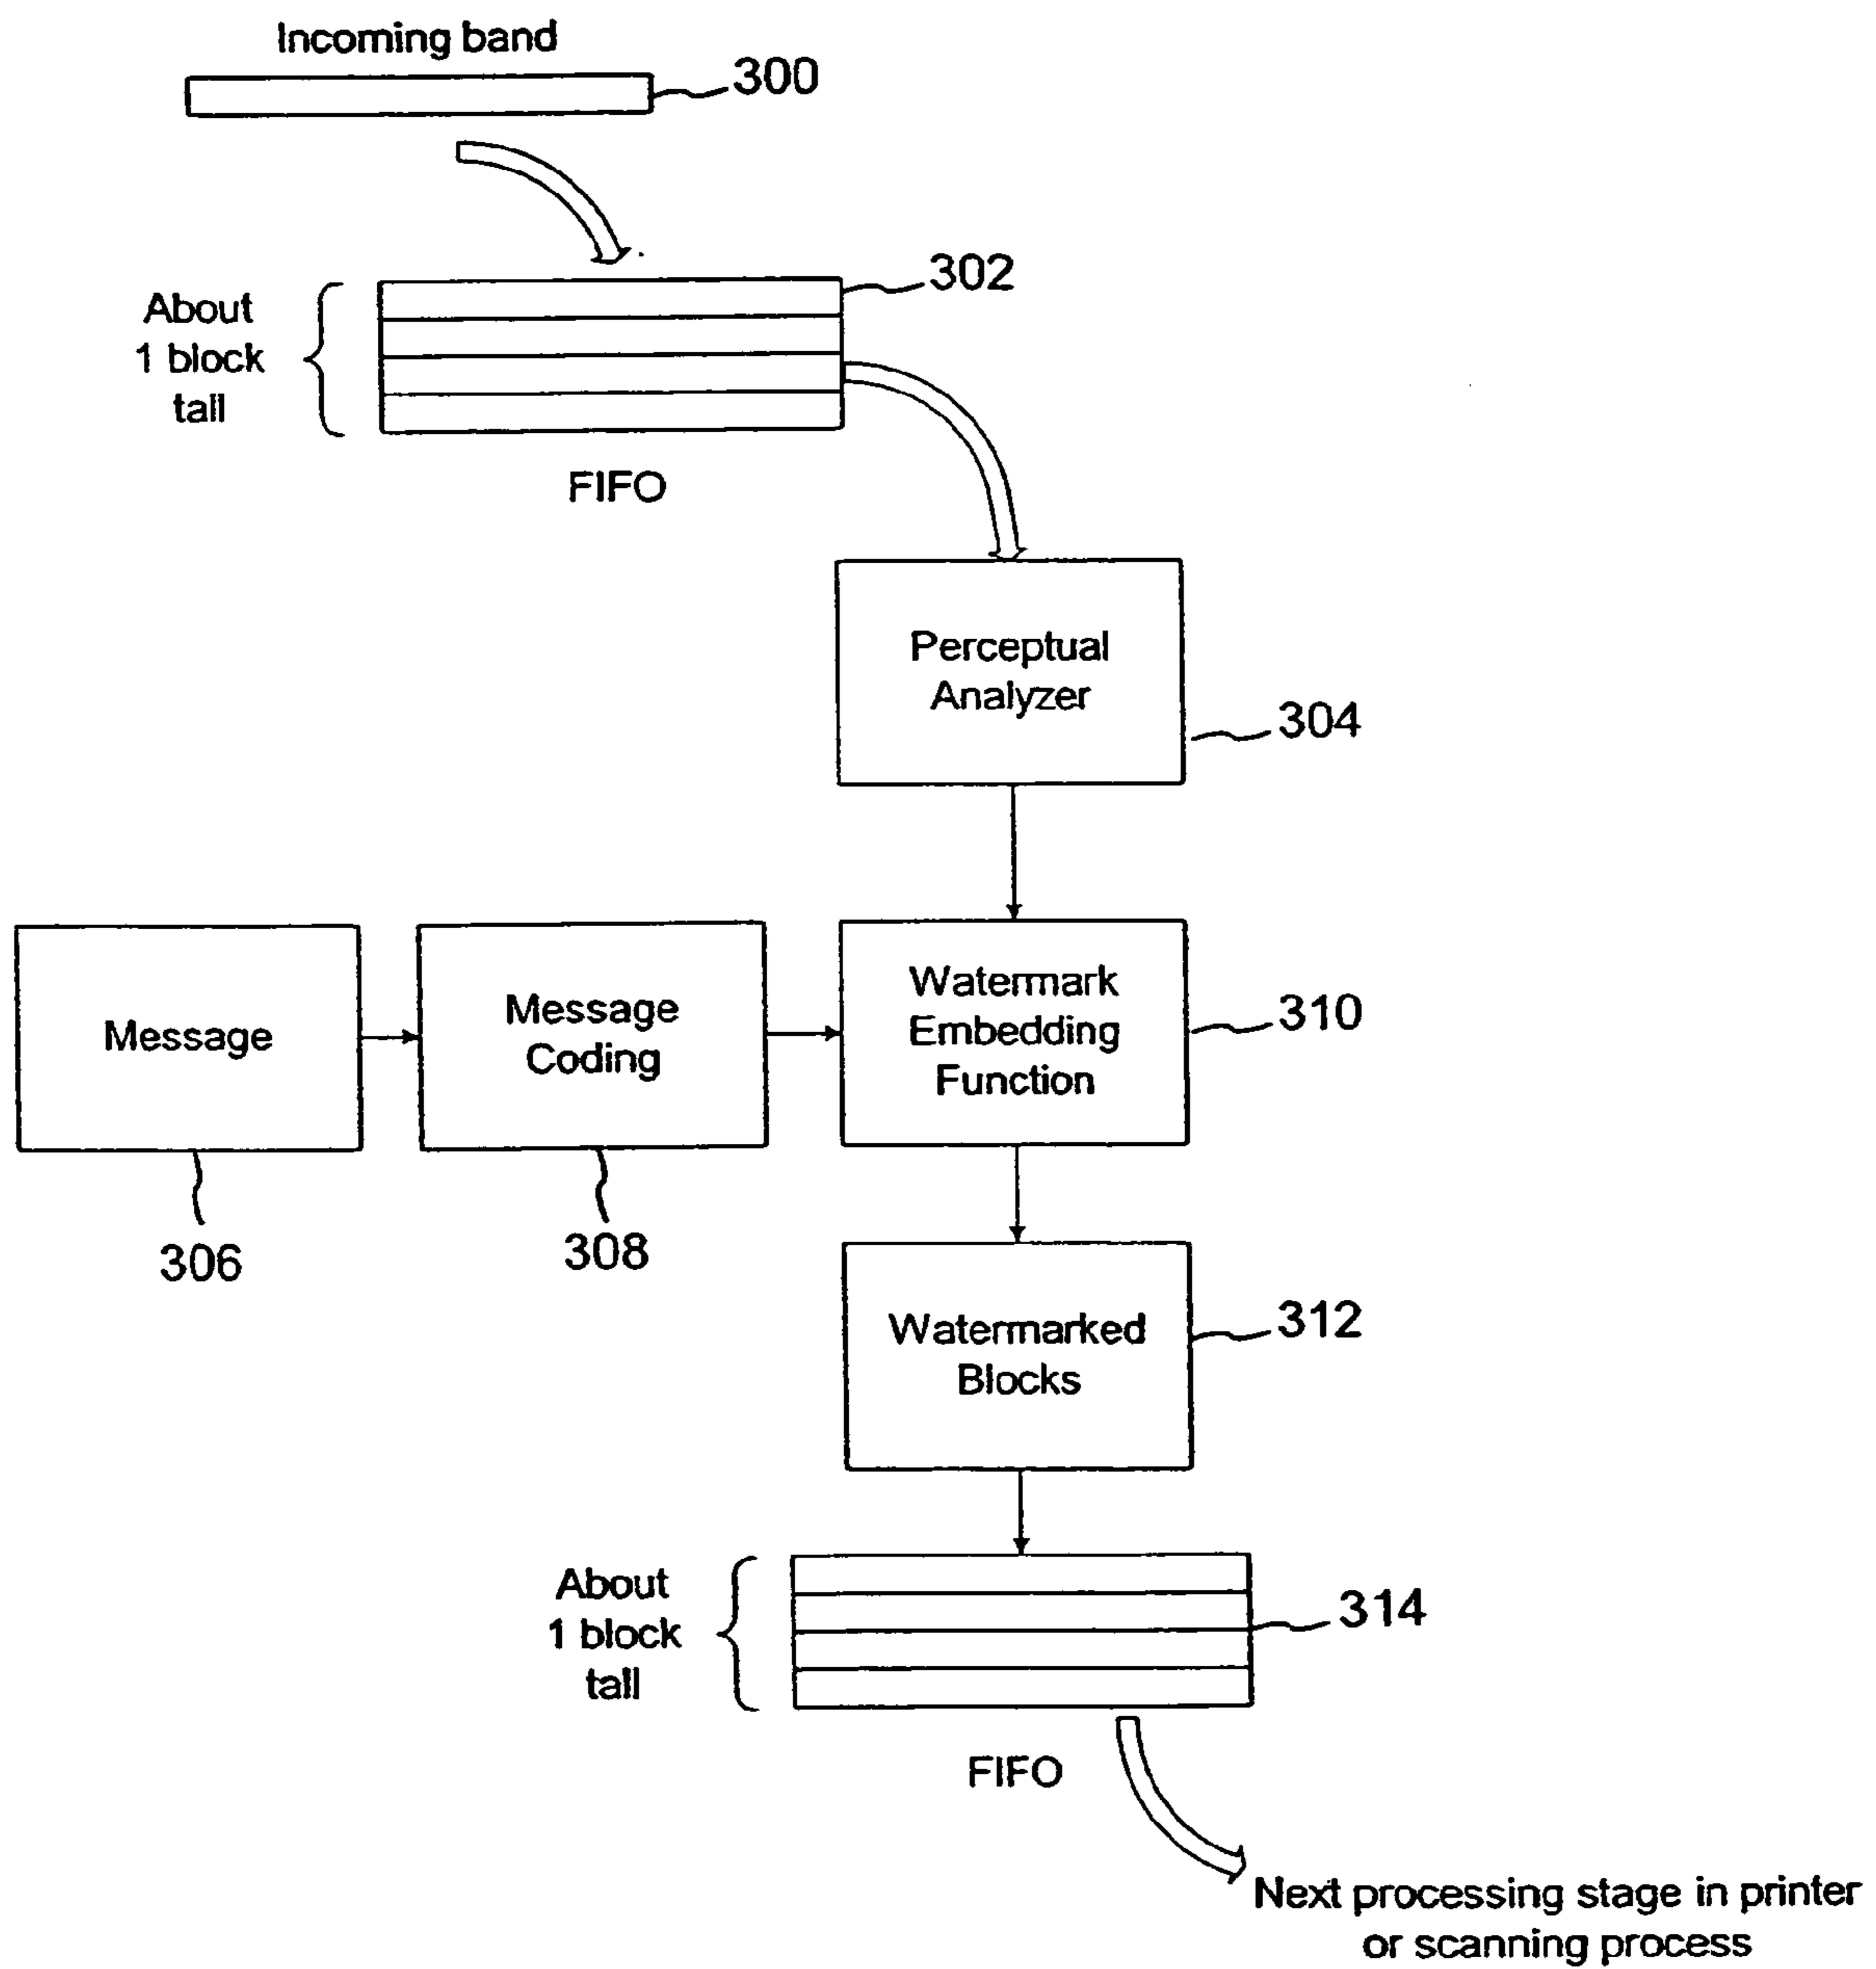 Incoming band
300
302
About
1 block
tall
FIFO
Perceptual
Analyzer
304
Message
Message
Coding
Watermark
Embedding
Function
310
306
308
Watermarked
Blocks
312
About
1 block
tall
314
FIFO
Next processing stage in printer
or scanning process